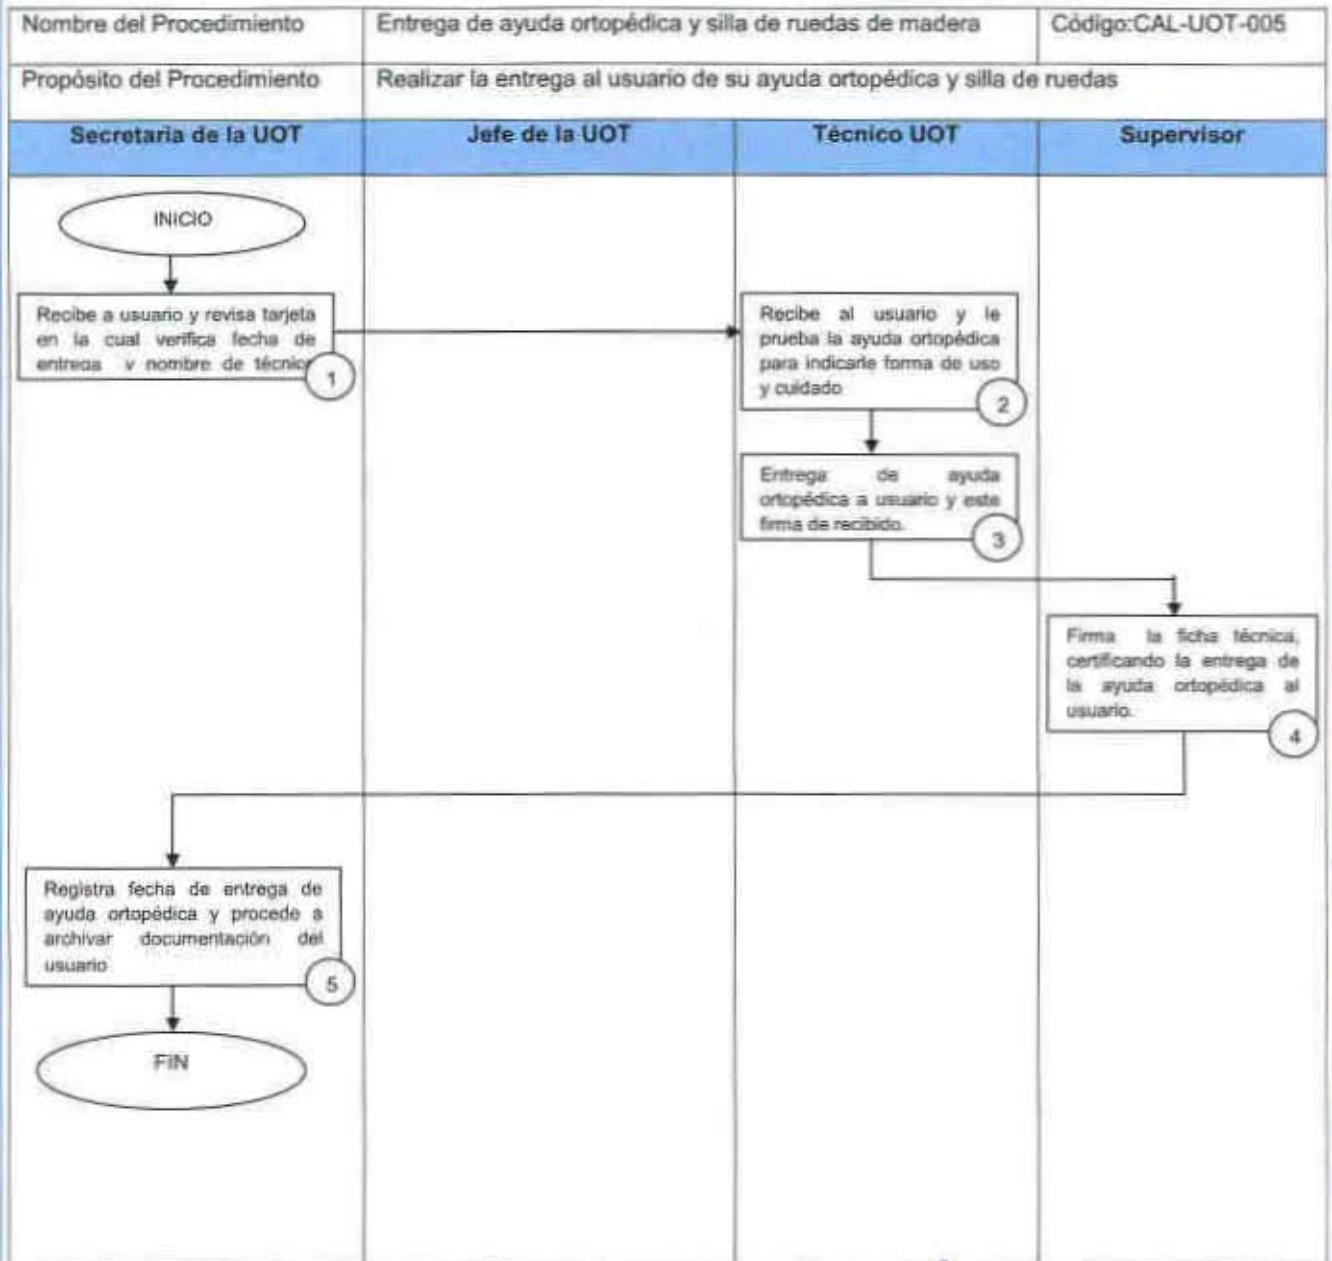 Nombre del Procedimiento
Entrega de ayuda ortopédica y silla de ruedas de madera
Código:CAL-UOT-005
Propósito del Procedimiento
Realizar la entrega al usuario de su ayuda ortopédica y silla de ruedas
Secretaria de la UOT
Jefe de la UOT
Técnico UOT
Supervisor
INICIO
Recibe a usuario y revisa tarjeta
en la cual verifica fecha de
entrega y nombre de técnico
1
Recibe al usuario y le
prueba la ayuda ortopédica
para indicarle forma de uso
y cuidado
2
Entrega de ayuda
ortopédica a usuario y este
firma de recibido.
3
Firma la ficha técnica,
certificando la entrega de
la ayuda ortopédica al
usuario.
4
Registra fecha de entrega de
ayuda ortopédica y procede a
archivar documentación del
usuario
5
FIN